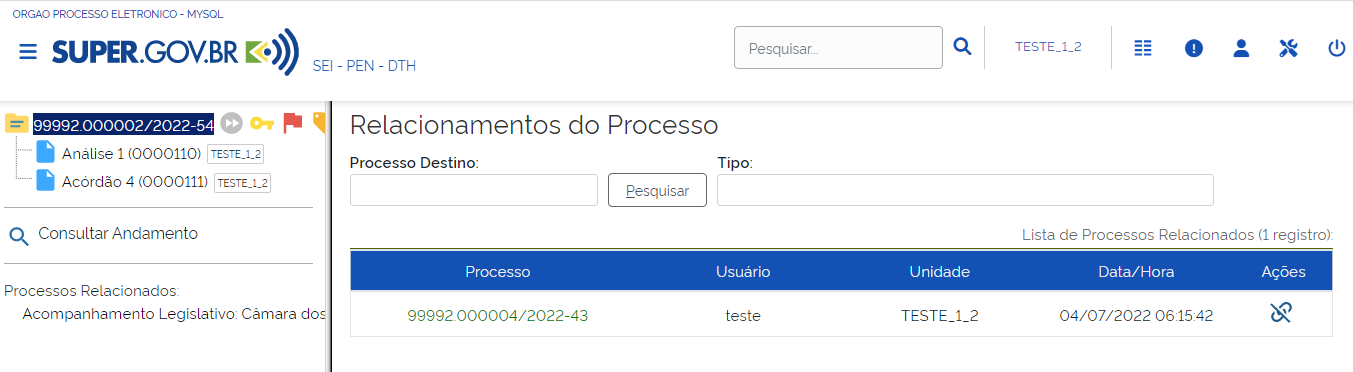 ORGAO PROCESSO ELETRONICO - MYSQL
SUPER.GOV.BR
SEI - PEN - DTH
Pesquisar...
TESTE_1_2
99992.000002/2022-54
Análise 1 (0000110) TESTE_1_2
Acórdão 4 (0000111) TESTE_1_2
Consultar Andamento
Processos Relacionados:
Acompanhamento Legislativo: Câmara dos
Relacionamentos do Processo
Processo Destino:
Tipo:
Pesquisar
Lista de Processos Relacionados (1 registro):
Processo Usuário Unidade Data/Hora Ações
99992.000004/2022-43 teste TESTE_1_2 04/07/2022 06:15:42